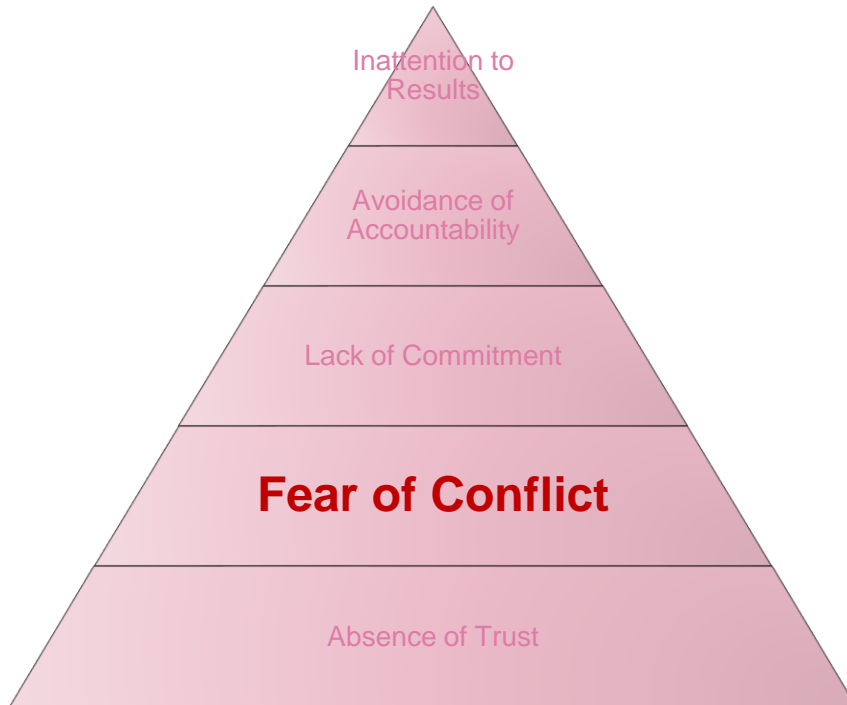 Inattention to
Results
Avoidance of
Accountability
Lack of Commitment
Fear of Conflict
Absence of Trust